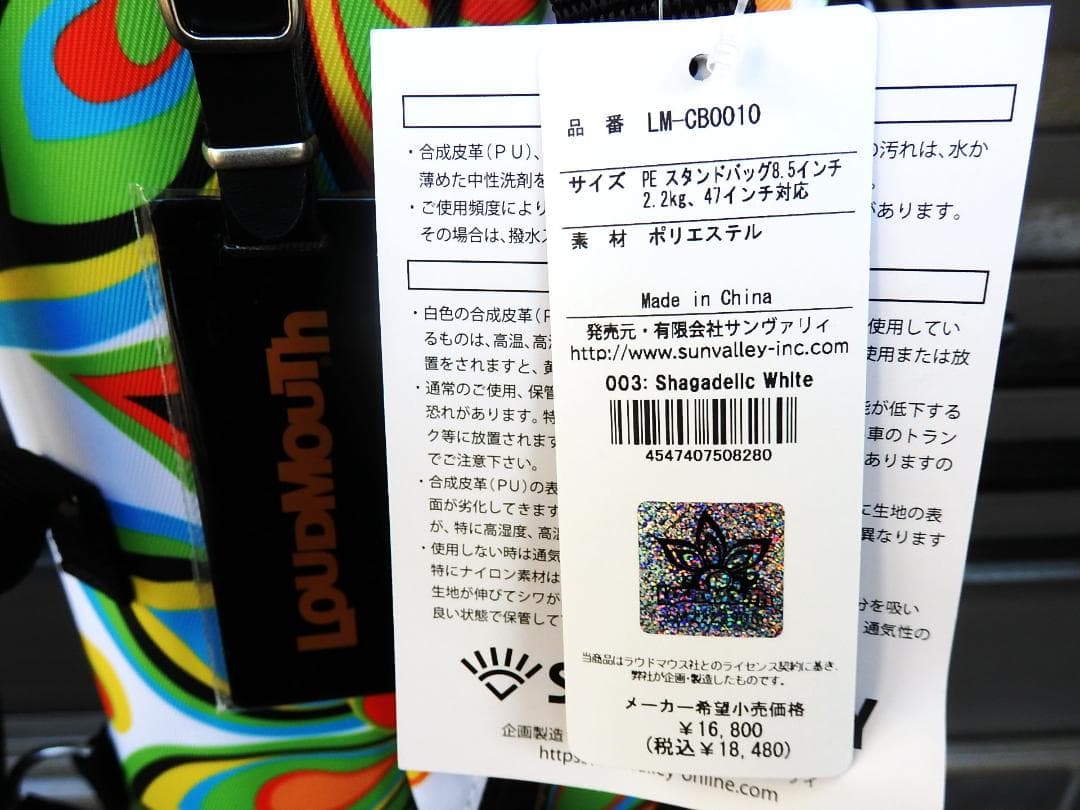 LOUDMOUTH
品 番 LM-CB0010
サイズ PE スタンドバッグ8.5インチ
2.2kg、47インチ対応
素 材 ポリエステル
Made in China
発売元・有限会社サンヴァリィ
http://www.sunvalley-inc.com
003: Shagadelic White
4547407508280
当商品はラウドマウス社とのライセンス契約に基き、
弊社が企画・製造したものです。
メーカー希望小売価格
￥16,800
(税込￥18,480)
・合成皮革(ＰＵ)、
の汚れは、水か
薄めた中性洗剤を
・ご使用頻度により
があります。
その場合は、撥水
・白色の合成皮革(
使用してい
るものは、高温、高
使用または放
置をされますと、
・通常のご使用、保管
が低下する
恐れがあります。特
車のトラン
ク等に放置されます
ありますの
でご注意下さい。
・合成皮革(PU)の表
に生地の表
面が劣化してきます
異なります
が、特に高湿度、高温
・使用しない時は通気
特にナイロン素材は
分を吸い
生地が伸びてシワが
通気性の
良い状態で保管して
S
Y
企画製造
https
-online.com